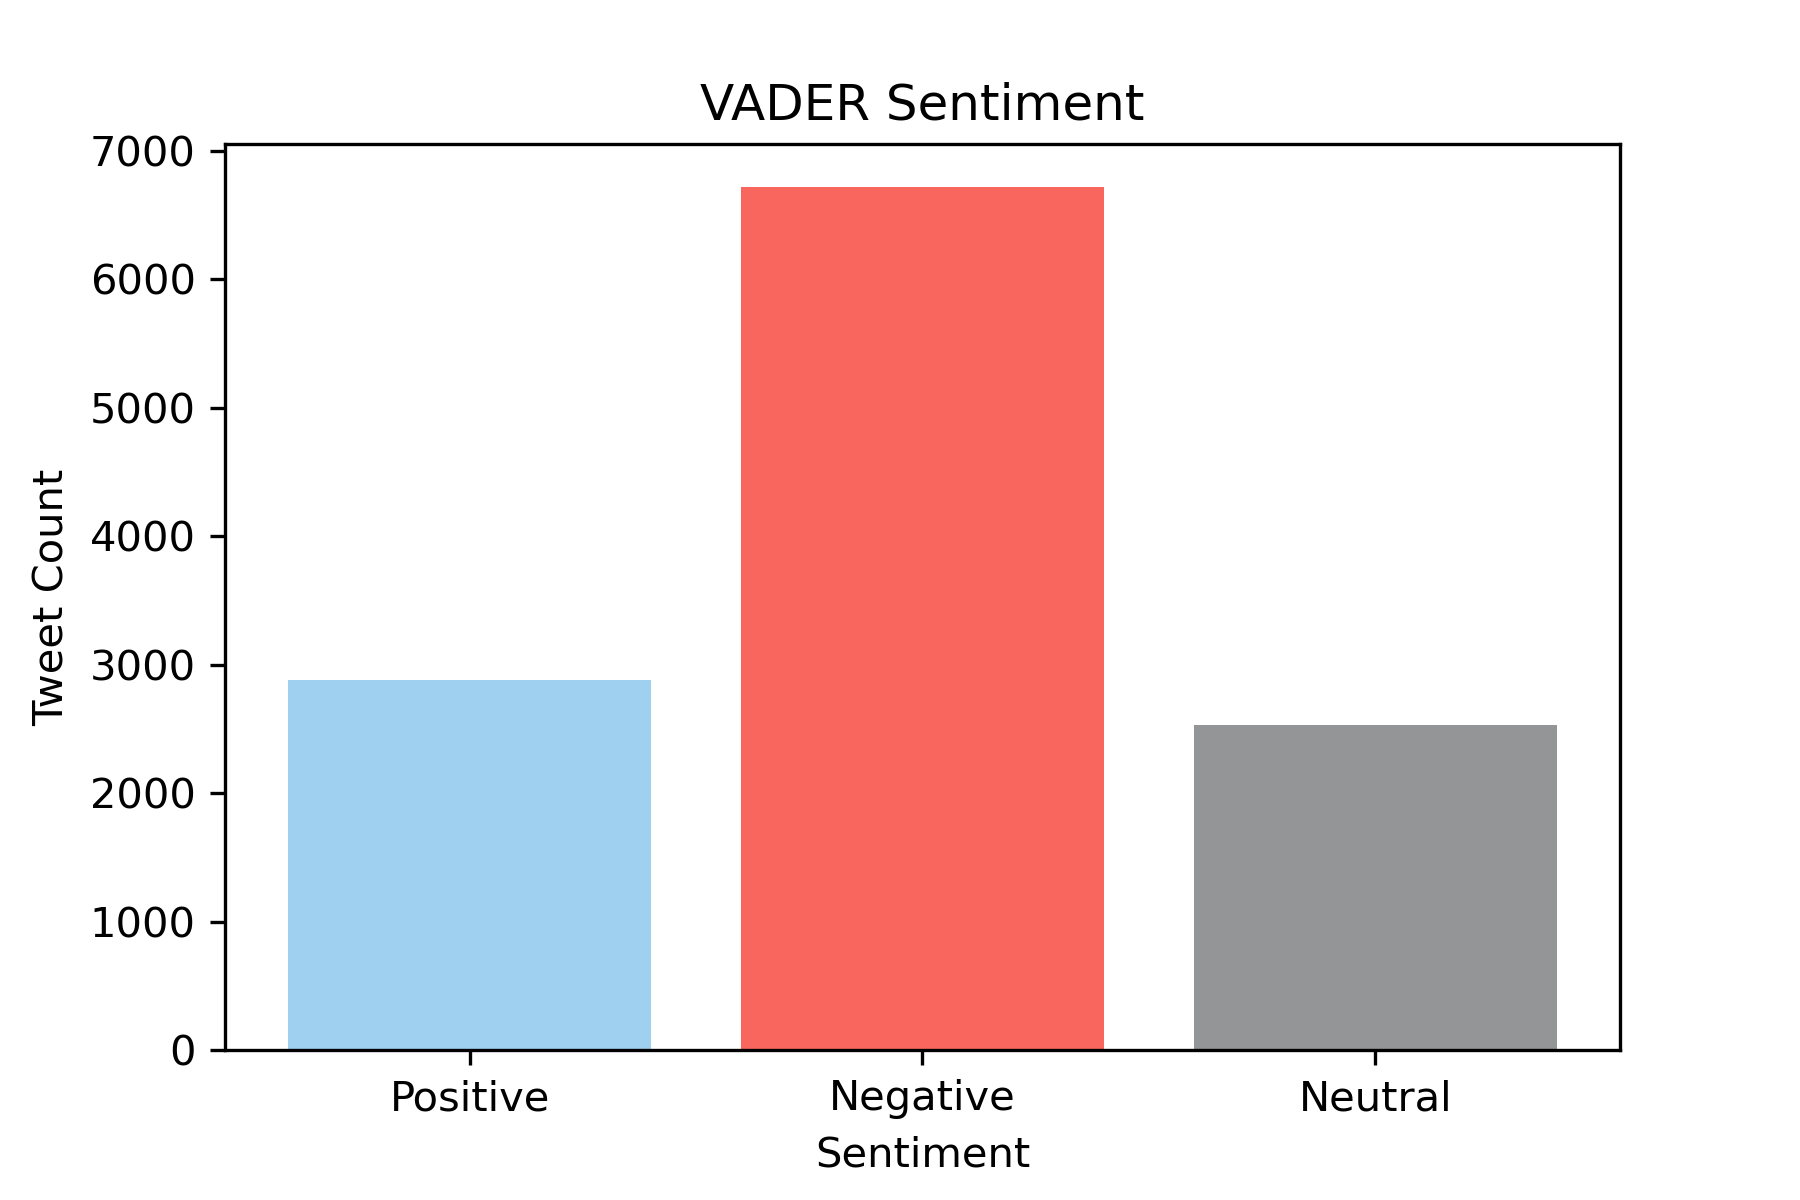 VADER Sentiment
7000
6000
5000
4000
3000
2000
1000
0
Tweet Count
Positive
Negative
Neutral
Sentiment